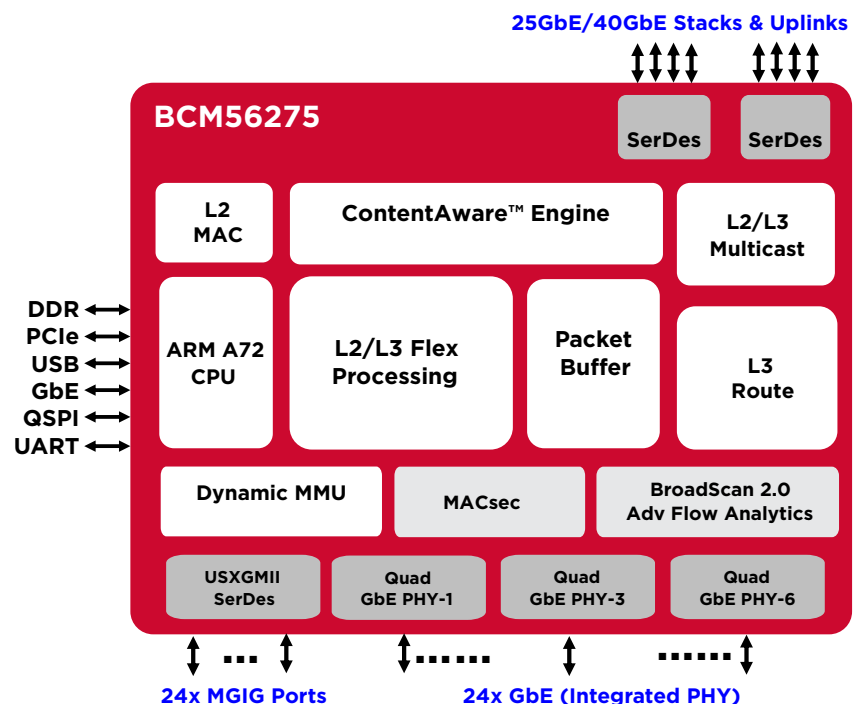 25GbE/40GbE Stacks & Uplinks
BCM56275
SerDes
SerDes
L2
MAC
ContentAware™ Engine
L2/L3
Multicast
DDR
PCIe
USB
GbE
QSPI
UART
ARM A72
CPU
L2/L3 Flex
Processing
Packet
Buffer
L3
Route
Dynamic MMU
MACsec
BroadScan 2.0
Adv Flow Analytics
USXGMII
SerDes
Quad
GbE PHY-1
Quad
GbE PHY-3
Quad
GbE PHY-6
24x MGIG Ports
24x GbE (Integrated PHY)